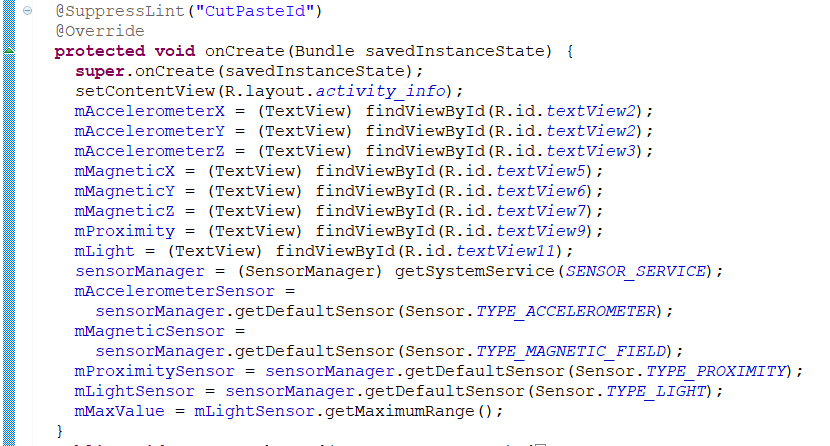 @SuppressLint("CutPasteId")
@Override
protected void onCreate(Bundle savedInstanceState) {
super.onCreate(savedInstanceState);
setContentView(R.layout.activity_info);
mAccelerometerX = (TextView) findViewById(R.id.textView2);
mAccelerometerY = (TextView) findViewById(R.id.textView2);
mAccelerometerZ = (TextView) findViewById(R.id.textView3);
mMagneticX = (TextView) findViewById(R.id.textView5);
mMagneticY = (TextView) findViewById(R.id.textView6);
mMagneticZ = (TextView) findViewById(R.id.textView7);
mProximity = (TextView) findViewById(R.id.textView9);
mLight = (TextView) findViewById(R.id.textView11);
sensorManager = (SensorManager) getSystemService(SENSOR_SERVICE);
mAccelerometerSensor =
sensorManager.getDefaultSensor(Sensor.TYPE_ACCELEROMETER);
mMagneticSensor =
sensorManager.getDefaultSensor(Sensor.TYPE_MAGNETIC_FIELD);
mProximitySensor = sensorManager.getDefaultSensor(Sensor.TYPE_PROXIMITY);
mLightSensor = sensorManager.getDefaultSensor(Sensor.TYPE_LIGHT);
mMaxValue = mLightSensor.getMaximumRange();
}